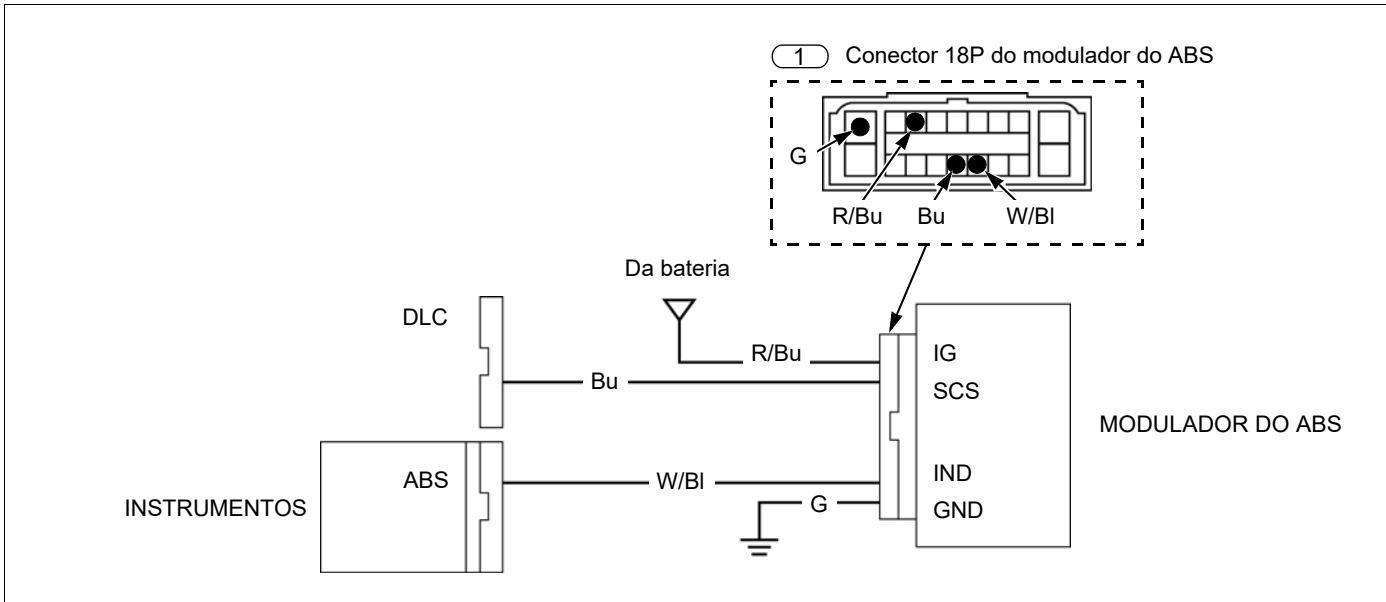 1 Conector 18P do modulador do ABS
G
R/Bu Bu W/Bl
Da bateria
DLC
R/Bu
IG
Bu
SCS
MODULADOR DO ABS
ABS
W/Bl
IND
INSTRUMENTOS
G
GND